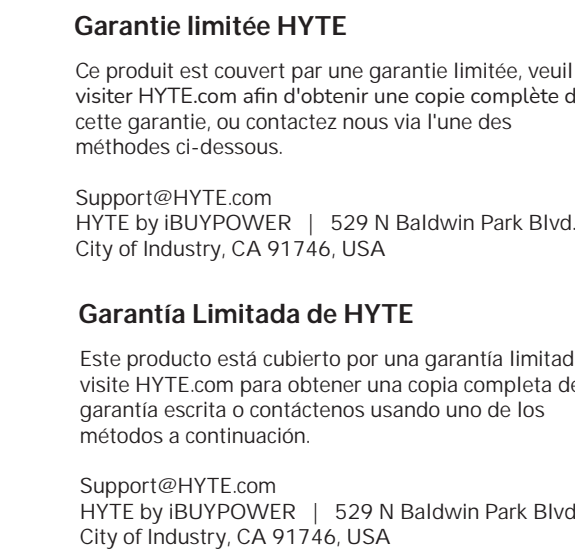 Garantie limitée HYTE
Ce produit est couvert par une garantie limitée, veuil
visiter HYTE.com afin d'obtenir une copie complète d
cette garantie, ou contactez nous via l'une des
méthodes ci-dessous.
Support@HYTE.com
HYTE by iBUYPOWER | 529 N Baldwin Park Blvd.
City of Industry, CA 91746, USA
Garantía Limitada de HYTE
Este producto está cubierto por una garantía limitad
visite HYTE.com para obtener una copia completa de
garantía escrita o contáctenos usando uno de los
métodos a continuación.
Support@HYTE.com
HYTE by iBUYPOWER | 529 N Baldwin Park Blvd
City of Industry, CA 91746, USA